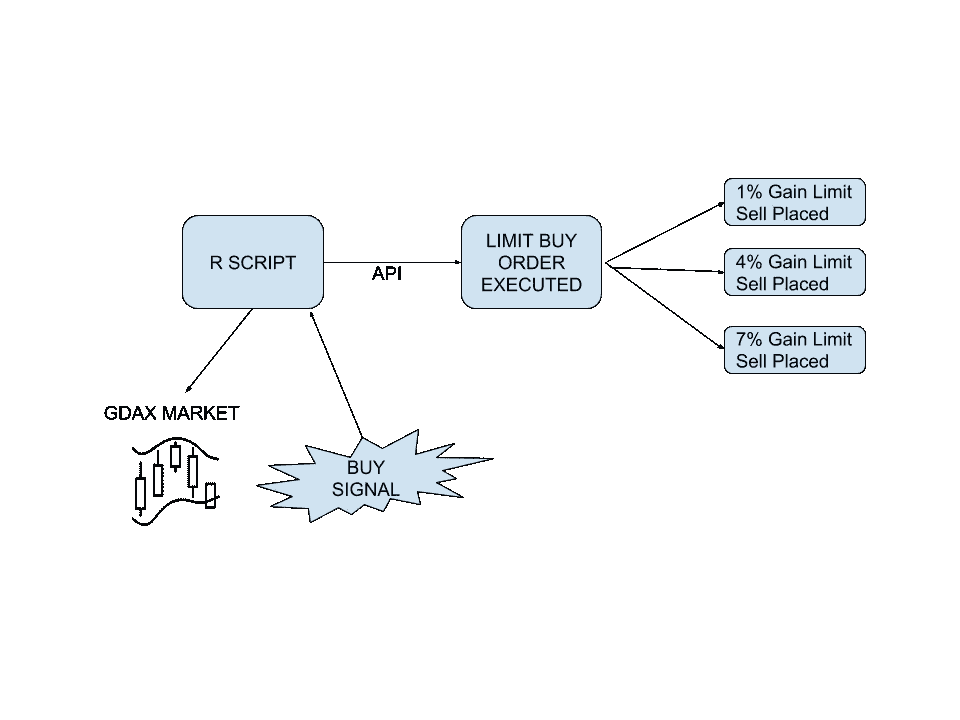 R SCRIPT
API
LIMIT BUY
ORDER
EXECUTED
1% Gain Limit
Sell Placed
4% Gain Limit
Sell Placed
7% Gain Limit
Sell Placed
GDAX MARKET
BUY
SIGNAL